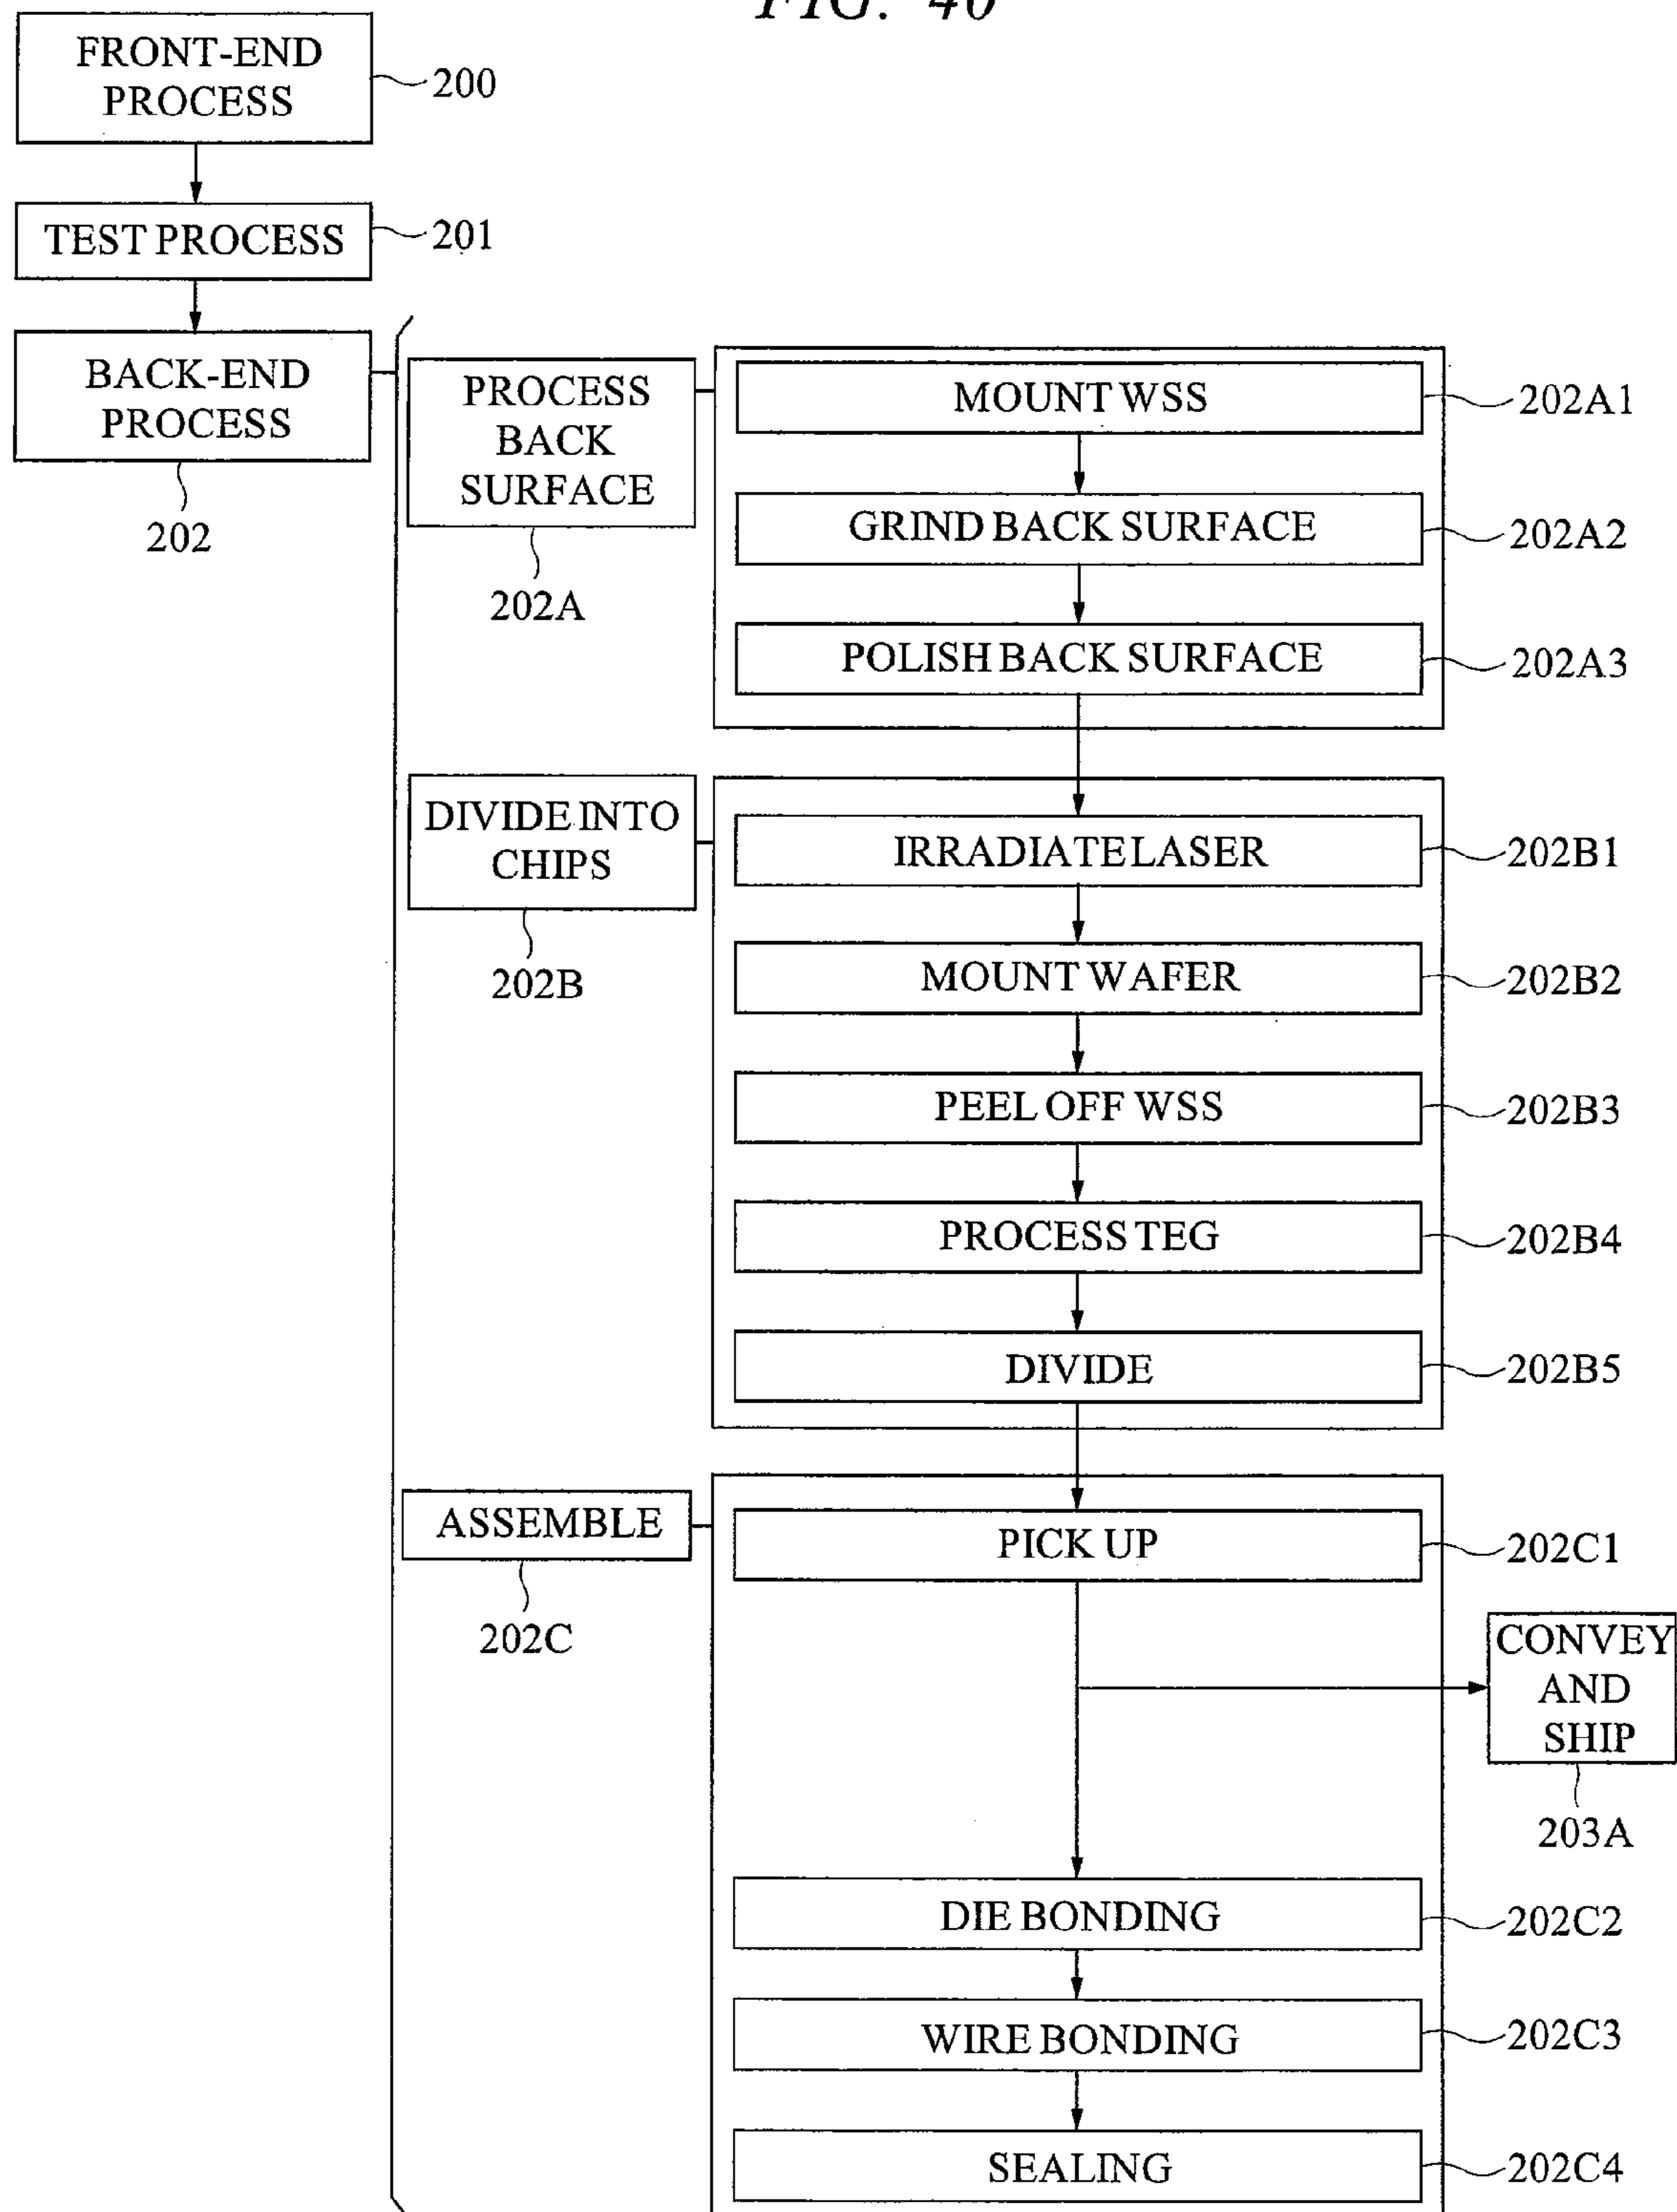 FIG. 40
FRONT-END
PROCESS
200
TEST PROCESS
201
BACK-END
PROCESS
202
PROCESS
BACK
SURFACE
202A
MOUNT WSS
202A1
GRIND BACK SURFACE
202A2
POLISH BACK SURFACE
202A3
DIVIDE INTO
CHIPS
202B
IRRADIATE LASER
202B1
MOUNT WAFER
202B2
PEEL OFF WSS
202B3
PROCESS TEG
202B4
DIVIDE
202B5
ASSEMBLE
202C
PICK UP
202C1
CONVEY
AND
SHIP
203A
DIE BONDING
202C2
WIRE BONDING
202C3
SEALING
202C4